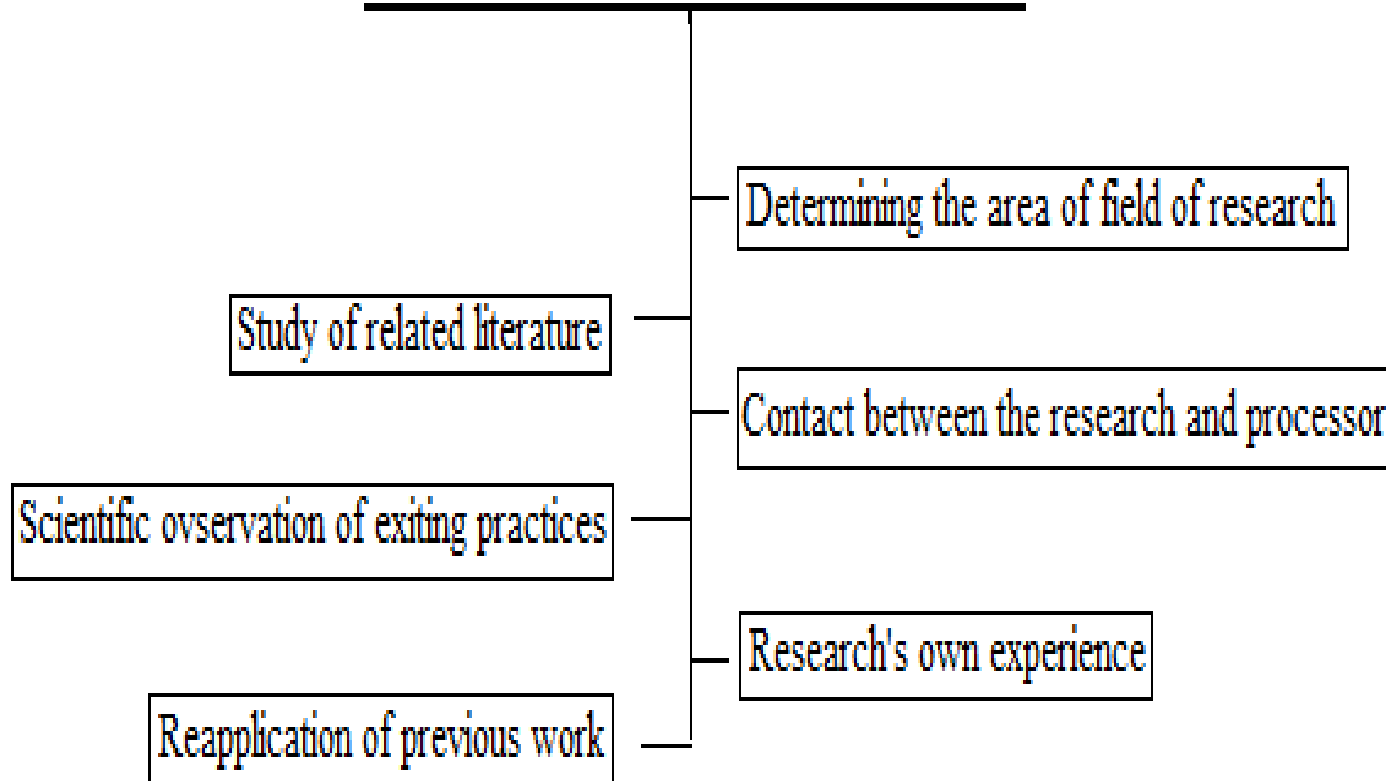 Determining the area of field of research
Study of related literature
Contact between the research and processor
Scientific ovservation of exiting practices
Research's own experience
Reapplication of previous work